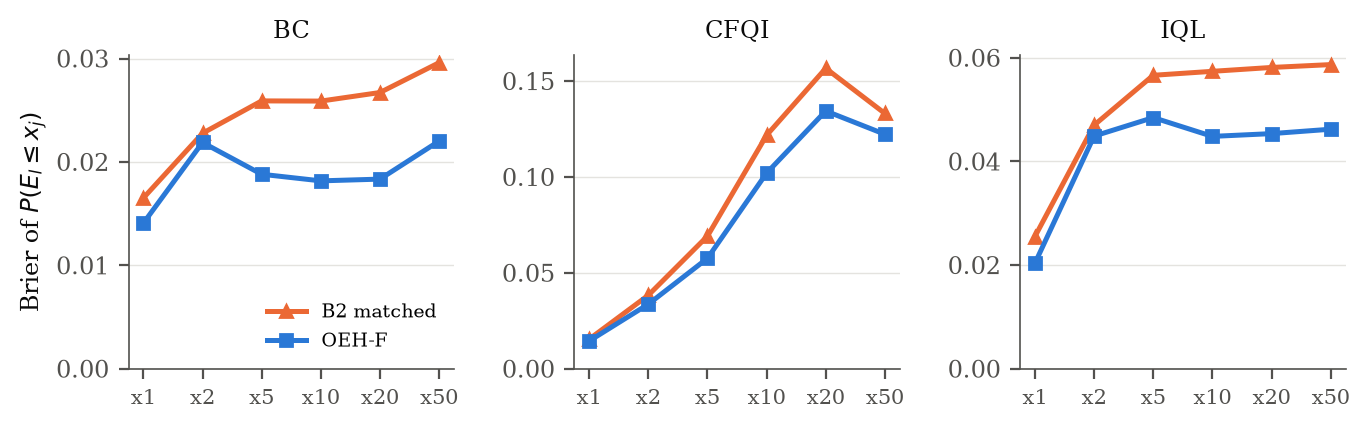 BC
CFQI
IQL
Brier of P(E_l ≤ x_j)
0.03
0.02
0.01
0.00
B2 matched
OEH-F
x1 x2 x5 x10 x20 x50
0.15
0.10
0.05
0.00
x1 x2 x5 x10 x20 x50
0.06
0.04
0.02
0.00
x1 x2 x5 x10 x20 x50